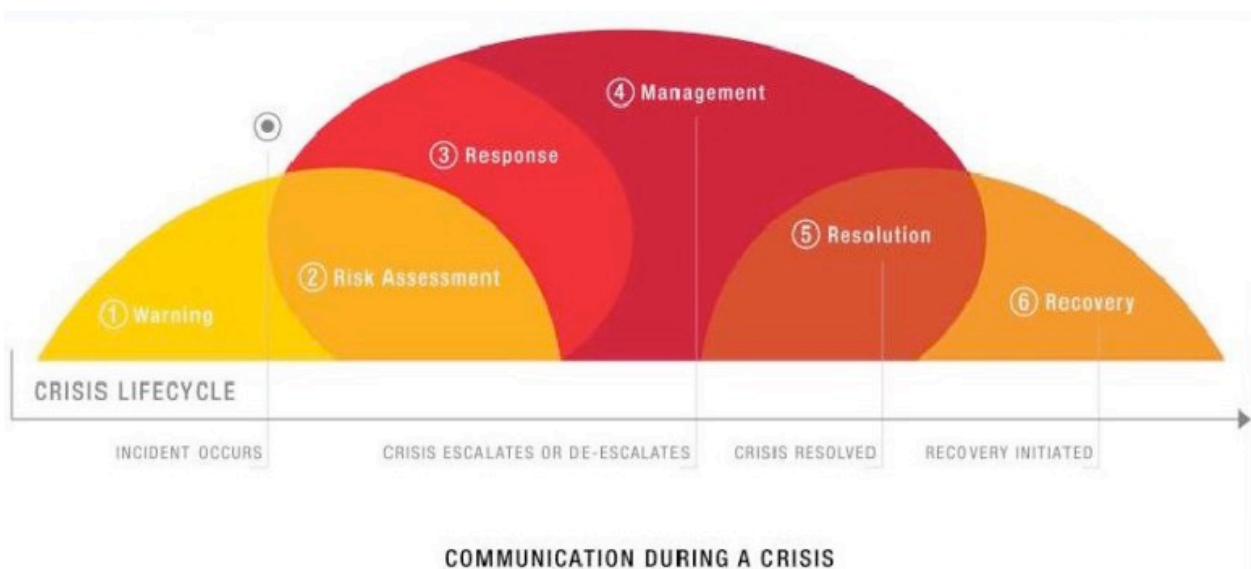 ④ Management
③ Response
⑤ Resolution
② Risk Assessment
① Warning
⑥ Recovery
CRISIS LIFECYCLE
INCIDENT OCCURS
CRISIS ESCALATES OR DE-ESCALATES
CRISIS RESOLVED
RECOVERY INITIATED
COMMUNICATION DURING A CRISIS